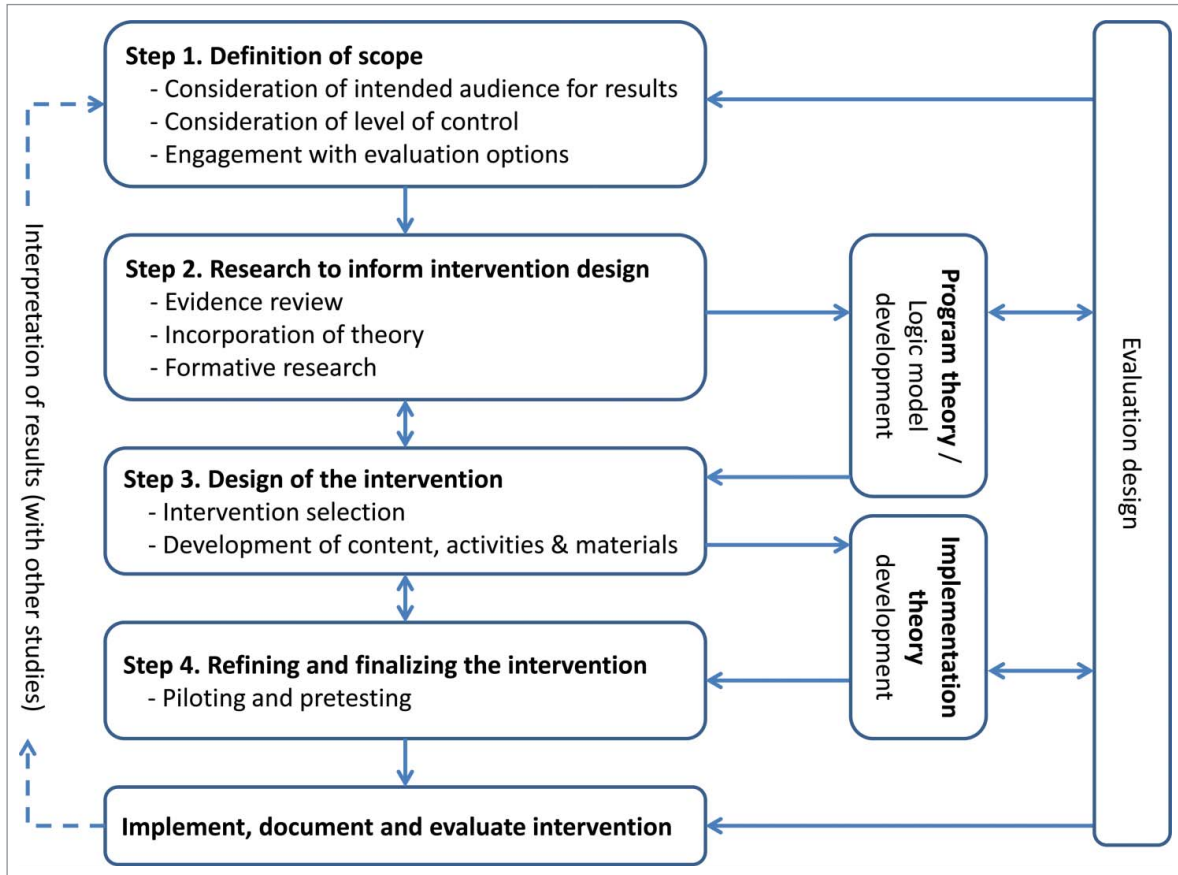 Step 1. Definition of scope
- Consideration of intended audience for results
- Consideration of level of control
- Engagement with evaluation options
Step 2. Research to inform intervention design
- Evidence review
- Incorporation of theory
- Formative research
Step 3. Design of the intervention
- Intervention selection
- Development of content, activities & materials
Step 4. Refining and finalizing the intervention
- Piloting and pretesting
Implement, document and evaluate intervention
Program theory /
Logic model
development
Implementation
theory
development
Evaluation design
Interpretation of results (with other studies)